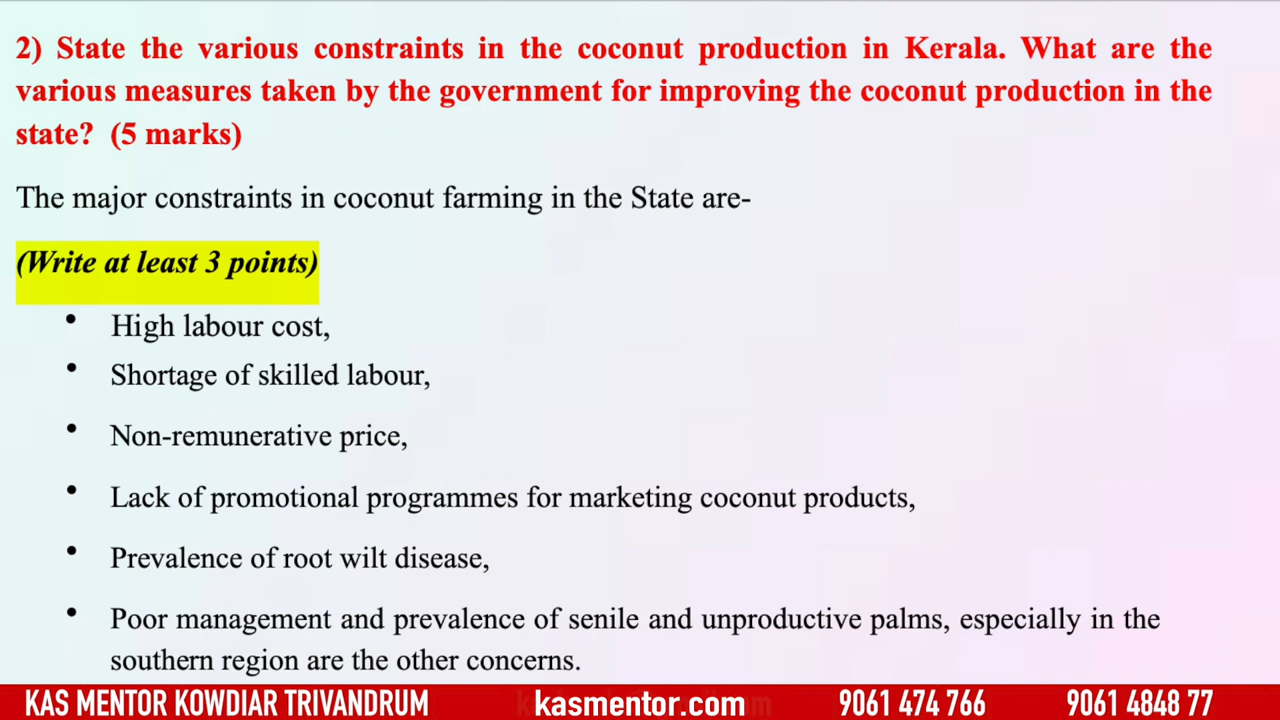 2) State the various constraints in the coconut production in Kerala. What are the
various measures taken by the government for improving the coconut production in the
state? (5 marks)
The major constraints in coconut farming in the State are-
(Write at least 3 points)
• High labour cost,
• Shortage of skilled labour,
• Non-remunerative price,
• Lack of promotional programmes for marketing coconut products,
• Prevalence of root wilt disease,
• Poor management and prevalence of senile and unproductive palms, especially in the
southern region are the other concerns.
KAS MENTOR KOWDIAR TRIVANDRUM kasmentor.com 9061 474 766 9061 4848 77